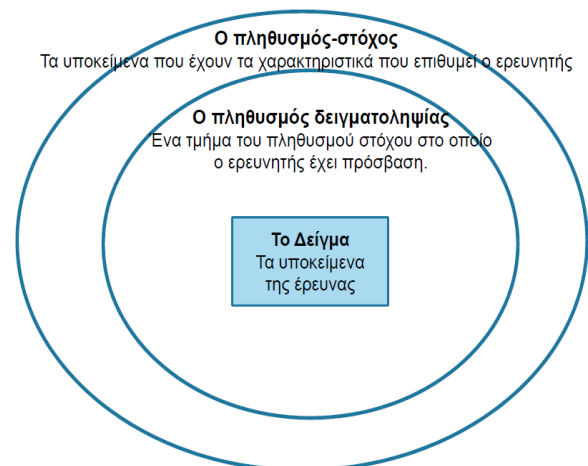 Ο πληθυσμός-στόχος
Τα υποκείμενα που έχουν τα χαρακτηριστικά που επιθυμεί ο ερευνητής
Ο πληθυσμός δειγματοληψίας
Ένα τμήμα του πληθυσμού στόχου στο οποίο
ο ερευνητής έχει πρόσβαση.
Το Δείγμα
Τα υποκείμενα
της έρευνας